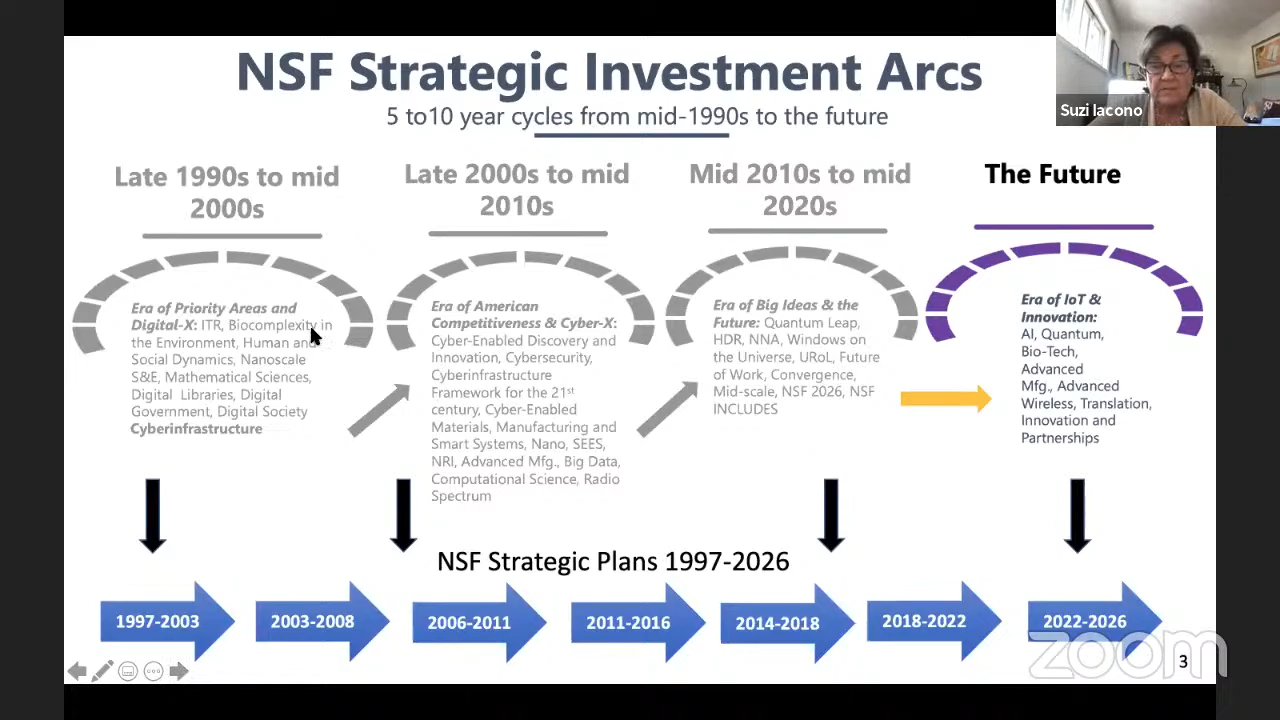 NSF Strategic Investment Arcs
5 to10 year cycles from mid-1990s to the future
Suzi Iacono
Late 1990s to mid
2000s
Era of Priority Areas and
Digital-X: ITR, Biocomplexity in
the Environment, Human and
Social Dynamics, Nanoscale
S&E, Mathematical Sciences,
Digital Libraries, Digital
Government, Digital Society
Cyberinfrastructure
Late 2000s to mid
2010s
Era of American
Competitiveness & Cyber-X:
Cyber-Enabled Discovery and
Innovation, Cybersecurity,
Cyberinfrastructure
Framework for the 21st
century, Cyber-Enabled
Materials, Manufacturing and
Smart Systems, Nano, SEES,
NRI, Advanced Mfg., Big Data,
Computational Science, Radio
Spectrum
Mid 2010s to mid
2020s
Era of Big Ideas & the
Future: Quantum Leap,
HDR, NNA, Windows on
the Universe, URoL, Future
of Work, Convergence,
Mid-scale, NSF 2026, NSF
INCLUDES
The Future
Era of IoT &
Innovation:
AI, Quantum,
Bio-Tech,
Advanced
Mfg., Advanced
Wireless, Translation,
Innovation and
Partnerships
NSF Strategic Plans 1997-2026
1997-2003
2003-2008
2006-2011
2011-2016
2014-2018
2018-2022
2022-2026
zoom
3